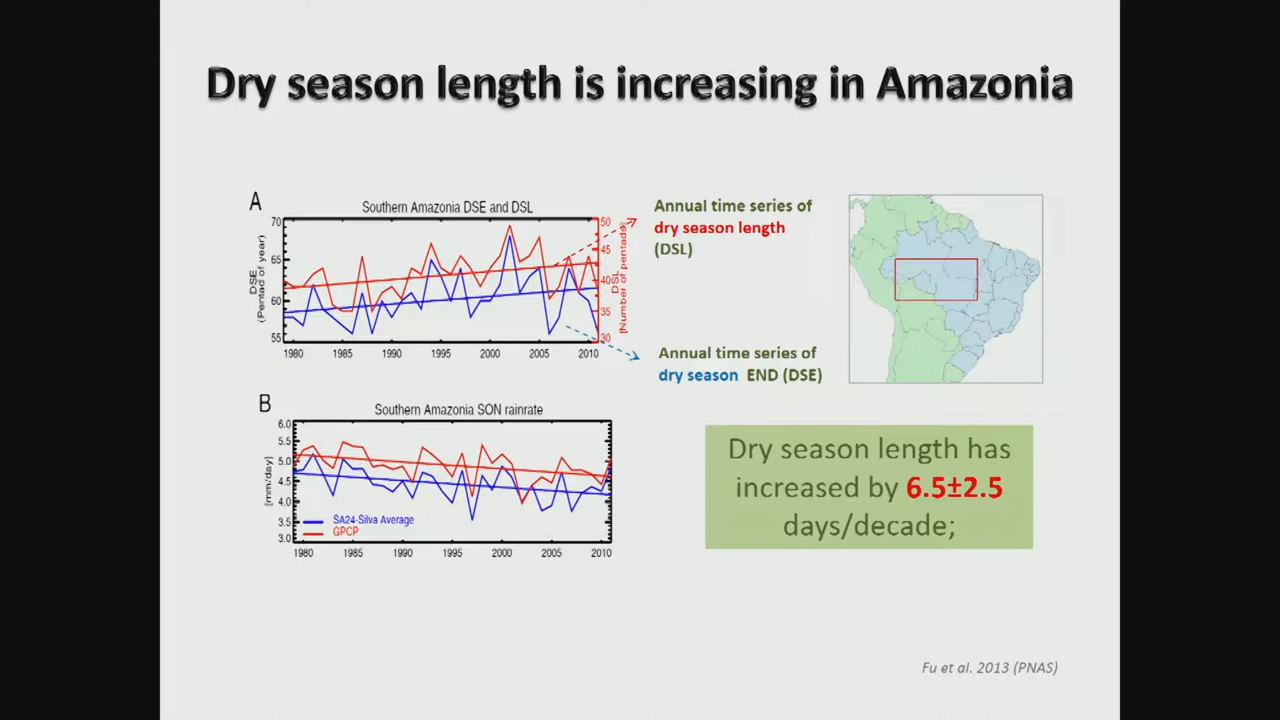 Dry season length is increasing in Amazonia
A
Southern Amazonia DSE and DSL
70
65
60
55
DSE
(Pentad of year)
50
45
40
35
30
DSL
[Number of pentads]
1980
1985
1990
1995
2000
2005
2010
Annual time series of
dry season length
(DSL)
Annual time series of
dry season END (DSE)
B
Southern Amazonia SON rainrate
6.0
5.5
5.0
4.5
4.0
3.5
3.0
[mm/day]
SA24-Silva Average
GPCP
1980
1985
1990
1995
2000
2005
2010
Dry season length has
increased by 6.5±2.5
days/decade;
Fu et al. 2013 (PNAS)